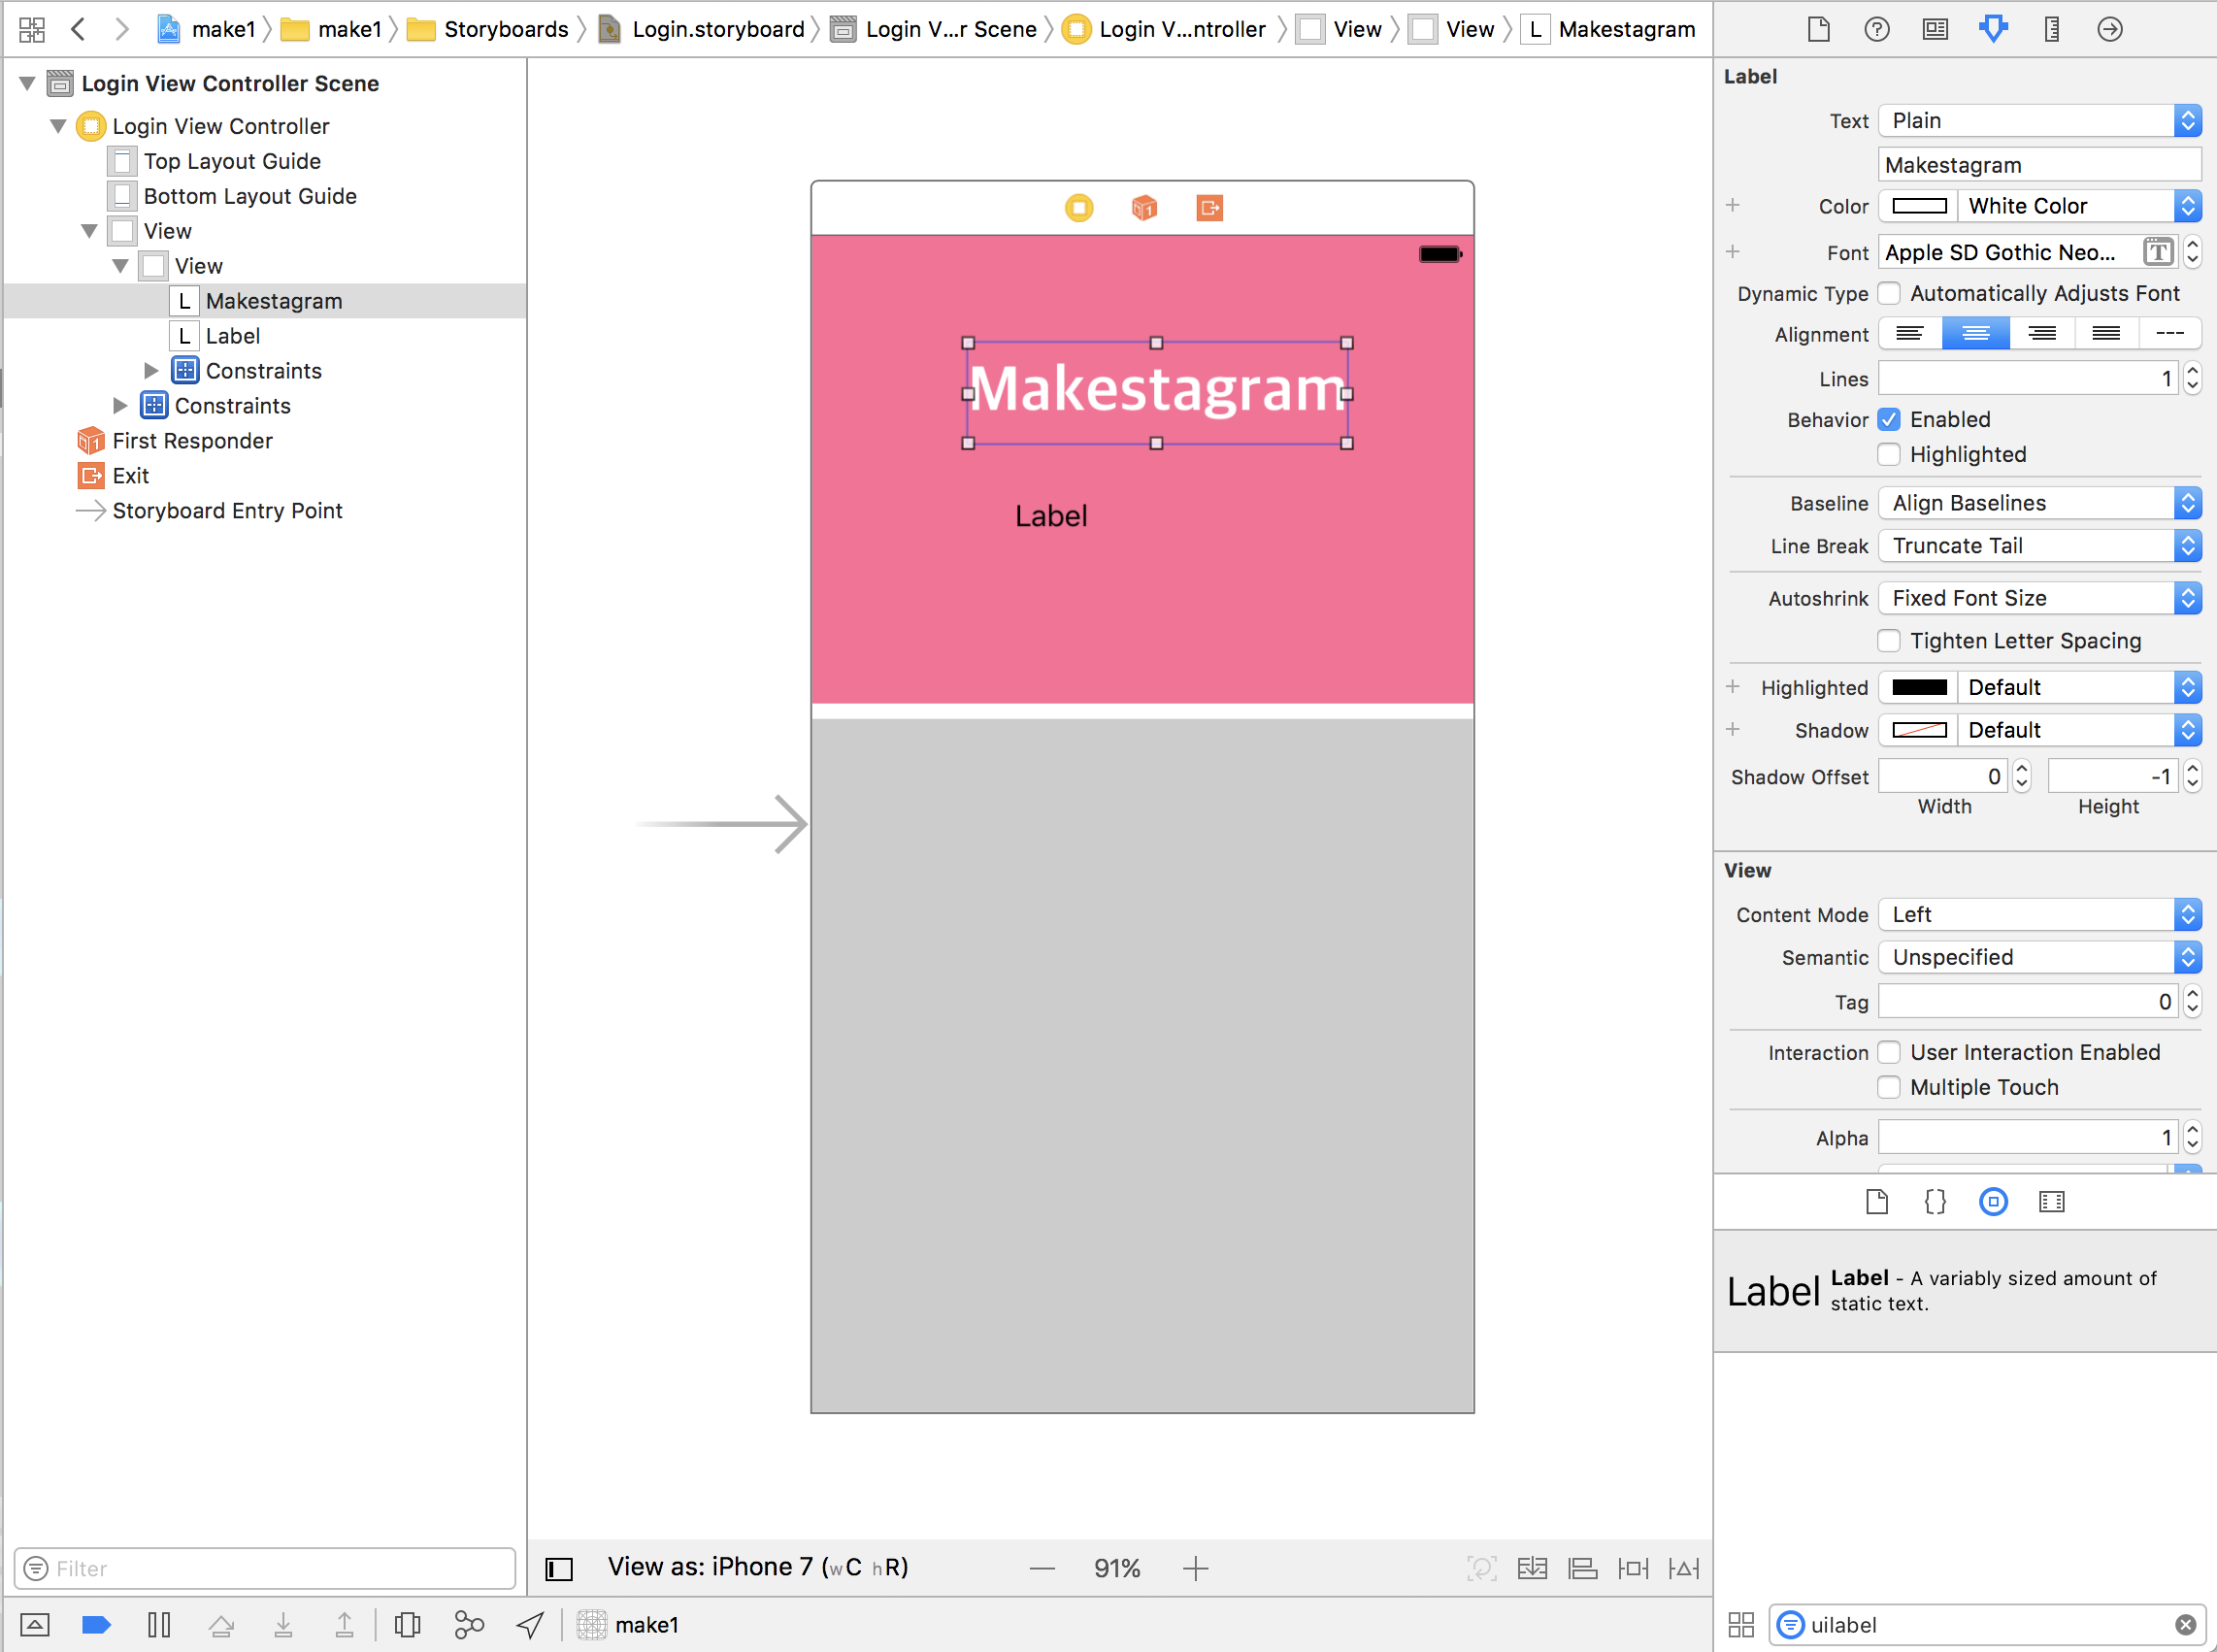 make1 make1 Storyboards Login.storyboard Login V...r Scene Login V...ntroller View View L Makestagram
Login View Controller Scene
Login View Controller
Top Layout Guide
Bottom Layout Guide
View
View
L Makestagram
L Label
Constraints
Constraints
First Responder
Exit
Storyboard Entry Point
Filter
Makestagram
Label
View as: iPhone 7 (wC hR)
91%
make1
Label
Text Plain
Makestagram
Color White Color
Font Apple SD Gothic Neo...
Dynamic Type Automatically Adjusts Font
Alignment
Lines 1
Behavior Enabled
Highlighted
Baseline Align Baselines
Line Break Truncate Tail
Autoshrink Fixed Font Size
Tighten Letter Spacing
Highlighted Default
Shadow Default
Shadow Offset 0 -1
Width Height
View
Content Mode Left
Semantic Unspecified
Tag 0
Interaction User Interaction Enabled
Multiple Touch
Alpha 1
Label Label - A variably sized amount of
static text.
uilabel